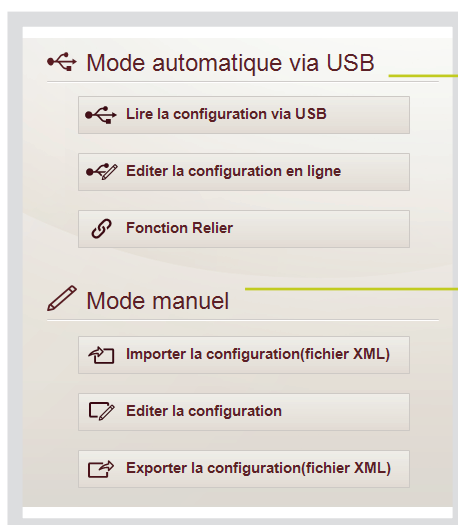 Mode automatique via USB
Lire la configuration via USB
Editer la configuration en ligne
Fonction Relier
Mode manuel
Importer la configuration(fichier XML)
Editer la configuration
Exporter la configuration(fichier XML)